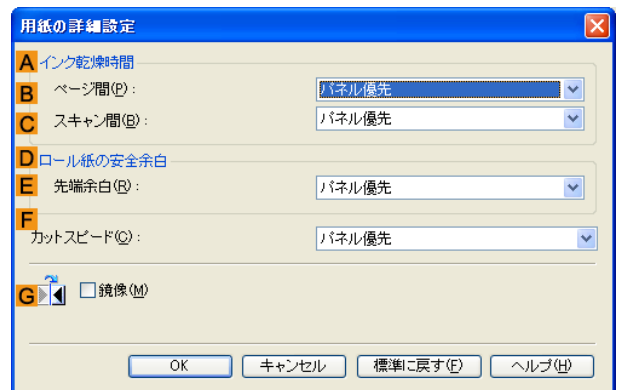 用紙の詳細設定
A インク乾燥時間
B ページ間(P): パネル優先
C スキャン間(B): パネル優先
D ロール紙の安全余白
E 先端余白(R): パネル優先
F
カットスピード(C): パネル優先
G 鏡像(M)
OK キャンセル 標準に戻す(F) ヘルプ(H)